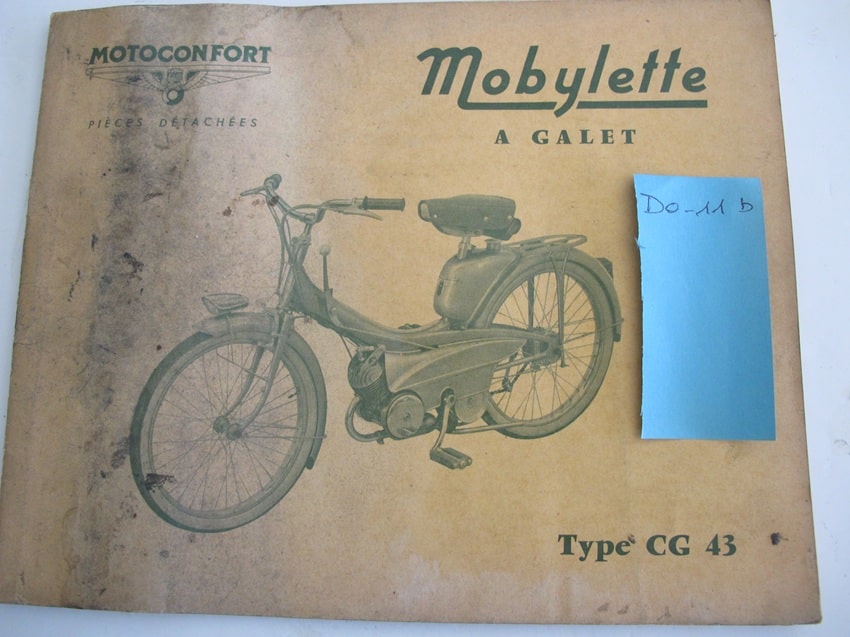 MOTOCONFORT
PIÈCES DÉTACHÉES
Mobylette
A GALET
Do-11 b
Type CG 43